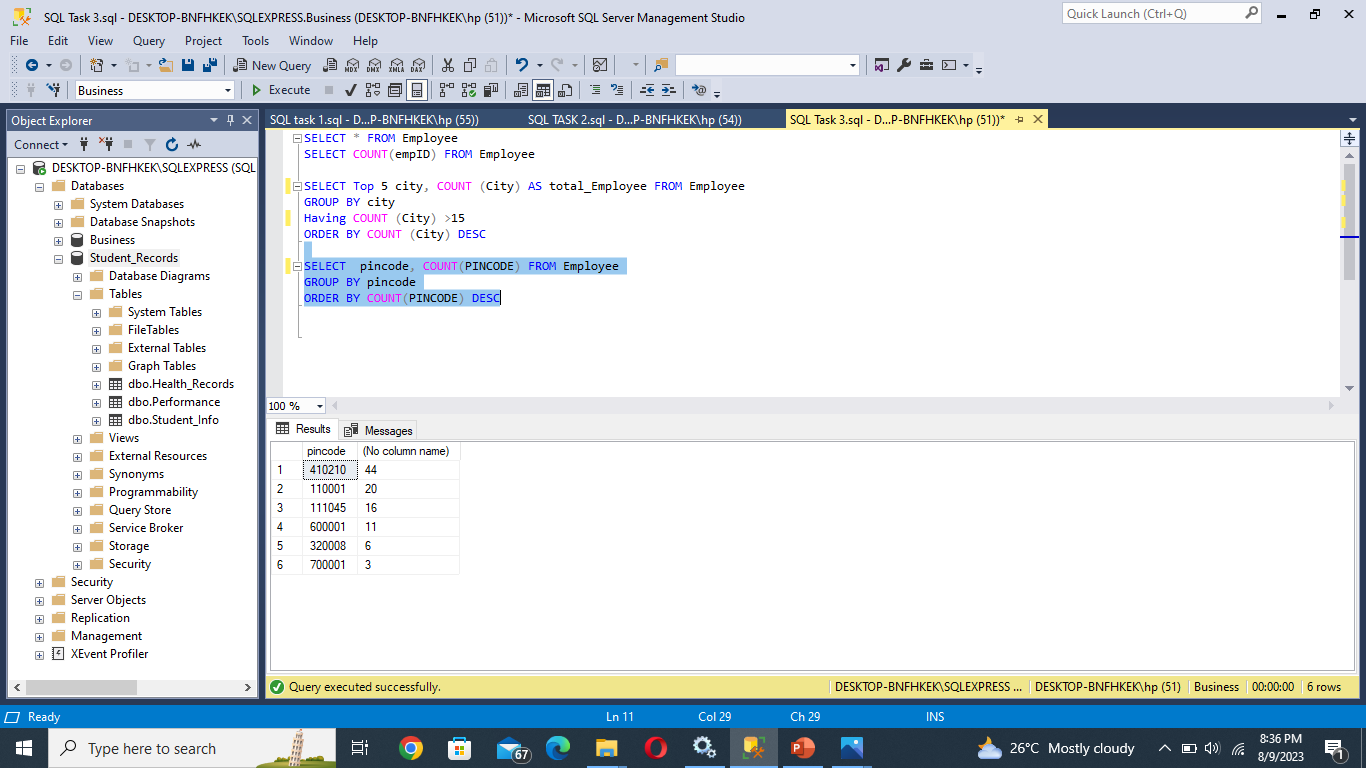 SQL Task 3.sql - DESKTOP-BNFHKEK\SQLEXPRESS.Business (DESKTOP-BNFHKEK\hp (51))* - Microsoft SQL Server Management Studio
Quick Launch (Ctrl+Q)
File Edit View Query Project Tools Window Help
New Query
MDX DMX XMLA DAX
Business
Execute
Object Explorer
SQL task 1.sql - D...P-BNFHKEK\hp (55))
SQL TASK 2.sql - D...P-BNFHKEK\hp (54))
SQL Task 3.sql - D...P-BNFHKEK\hp (51))*
Connect
DESKTOP-BNFHKEK\SQLEXPRESS (SQL
Databases
System Databases
Database Snapshots
Business
Student_Records
Database Diagrams
Tables
System Tables
FileTables
External Tables
Graph Tables
dbo.Health_Records
dbo.Performance
dbo.Student_Info
Views
External Resources
Synonyms
Programmability
Query Store
Service Broker
Storage
Security
Security
Server Objects
Replication
Management
XEvent Profiler
SELECT * FROM Employee
SELECT COUNT(empID) FROM Employee
SELECT Top 5 city, COUNT (City) AS total_Employee FROM Employee
GROUP BY city
Having COUNT (City) >15
ORDER BY COUNT (City) DESC
SELECT  pincode, COUNT(PINCODE) FROM Employee
GROUP BY pincode
ORDER BY COUNT(PINCODE) DESC
100 %
Results Messages
pincode (No column name)
1 410210 44
2 110001 20
3 111045 16
4 600001 11
5 320008 6
6 700001 3
Query executed successfully.
DESKTOP-BNFHKEK\SQLEXPRESS ... DESKTOP-BNFHKEK\hp (51) Business 00:00:00 6 rows
Ready Ln 11 Col 29 Ch 29 INS
Type here to search
67
26°C Mostly cloudy
8:36 PM
8/9/2023
1